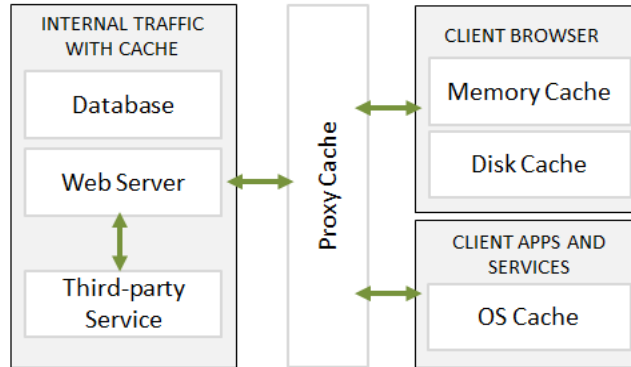 INTERNAL TRAFFIC
WITH CACHE
Database
Web Server
Third-party
Service
Proxy Cache
CLIENT BROWSER
Memory Cache
Disk Cache
CLIENT APPS AND
SERVICES
OS Cache